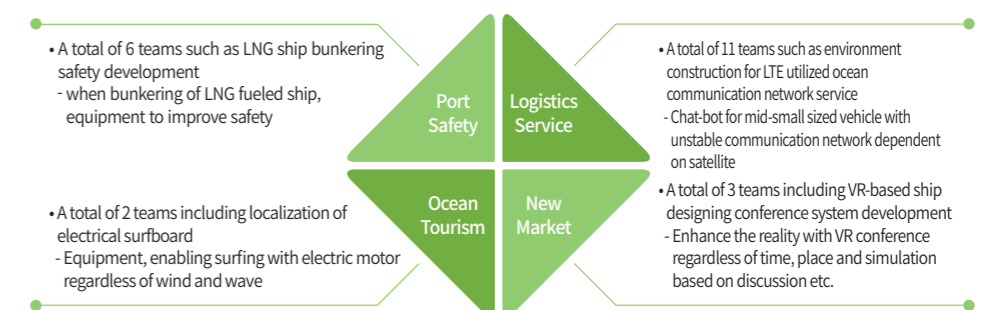 • A total of 6 teams such as LNG ship bunkering
safety development
- when bunkering of LNG fueled ship,
equipment to improve safety
Port
Safety
Logistics
Service
• A total of 11 teams such as environment
construction for LTE utilized ocean
communication network service
- Chat-bot for mid-small sized vehicle with
unstable communication network dependent
on satellite
• A total of 2 teams including localization of
electrical surfboard
- Equipment, enabling surfing with electric motor
regardless of wind and wave
Ocean
Tourism
New
Market
• A total of 3 teams including VR-based ship
designing conference system development
- Enhance the reality with VR conference
regardless of time, place and simulation
based on discussion etc.